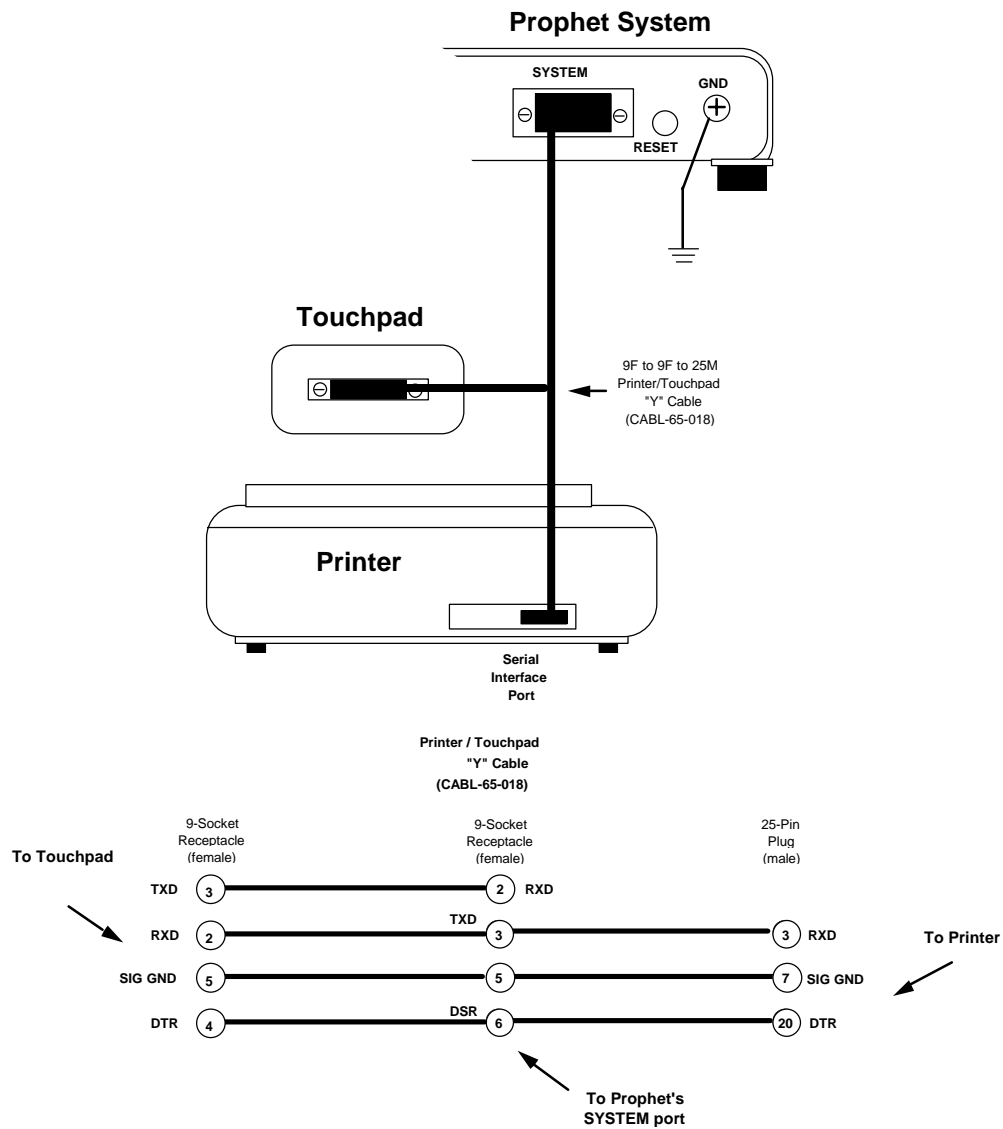 Prophet System
SYSTEM
GND
RESET
Touchpad
9F to 9F to 25M
Printer/Touchpad
"Y" Cable
(CABL-65-018)
Printer
Serial
Interface
Port
Printer / Touchpad
"Y" Cable
(CABL-65-018)
9-Socket
Receptacle
(female)
9-Socket
Receptacle
(female)
25-Pin
Plug
(male)
To Touchpad
TXD 3 2 RXD
RXD 2 TXD 3 3 RXD
To Printer
SIG GND 5 5 7 SIG GND
DTR 4 DSR 6 20 DTR
To Prophet's
SYSTEM port